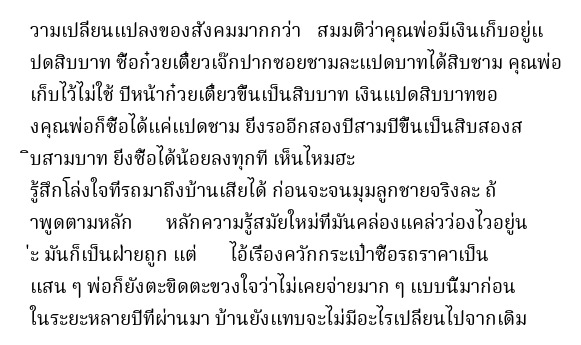 วามเปลี่ยนแปลงของสังคมมากกว่า   สมมติว่าคุณพ่อมีเงินเก็บอยู่แ
ปดสิบบาท ซื้อก๋วยเตี๋ยวเจ๊กปากซอยชามละแปดบาทได้สิบชาม คุณพ่อ
เก็บไว้ไม่ใช้ ปีหน้าก๋วยเตี๋ยวขึ้นเป็นสิบบาท เงินแปดสิบบาทขอ
งคุณพ่อก็ซื้อได้แค่แปดชาม ยิ่งรออีกสองปีสามปีขึ้นเป็นสิบสองส
ิบสามบาท ยิ่งซื้อได้น้อยลงทุกที เห็นไหมฮะ
รู้สึกโล่งใจที่รถมาถึงบ้านเสียได้ ก่อนจะจนมุมลูกชายจริงละ ถ้
าพูดตามหลัก      หลักความรู้สมัยใหม่ที่มันคล่องแคล่วว่องไวอยู่น
่ะ มันก็เป็นฝ่ายถูก แต่      ไอ้เรื่องควักกระเป๋าซื้อรถราคาเป็น
แสน ๆ พ่อก็ยังตะขิดตะขวงใจว่าไม่เคยจ่ายมาก ๆ แบบนี้มาก่อน
ในระยะหลายปีที่ผ่านมา บ้านยังแทบจะไม่มีอะไรเปลี่ยนไปจากเดิม